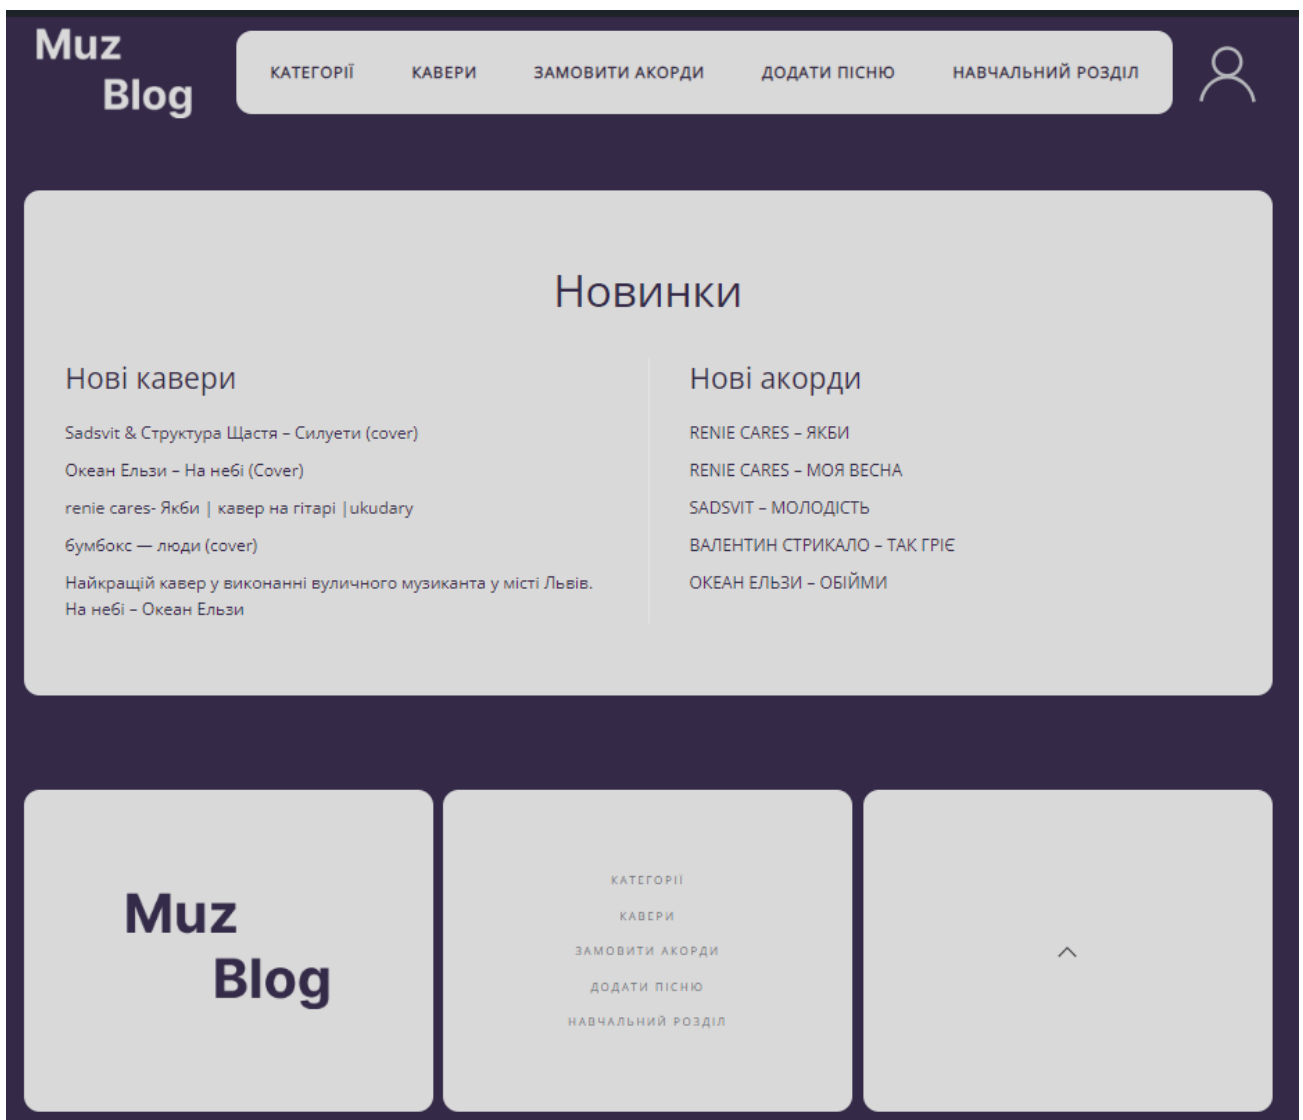 Muz
Blog
КАТЕГОРІЇ КАВЕРИ ЗАМОВИТИ АКОРДИ ДОДАТИ ПІСНЮ НАВЧАЛЬНИЙ РОЗДІЛ
Новинки
Нові кавери
Sadsvit & Структура Щастя – Силуети (cover)
Океан Ельзи – На небі (Cover)
renie cares- Якби | кавер на гітарі |ukudary
бумбокс — люди (cover)
Найкращій кавер у виконанні вуличного музиканта у місті Львів.
На небі – Океан Ельзи
Нові акорди
RENIE CARES – ЯКБИ
RENIE CARES – МОЯ ВЕСНА
SADSVIT – МОЛОДІСТЬ
ВАЛЕНТИН СТРИКАЛО – ТАК ГРІЄ
ОКЕАН ЕЛЬЗИ – ОБІЙМИ
Muz
Blog
КАТЕГОРІЇ
КАВЕРИ
ЗАМОВИТИ АКОРДИ
ДОДАТИ ПІСНЮ
НАВЧАЛЬНИЙ РОЗДІЛ